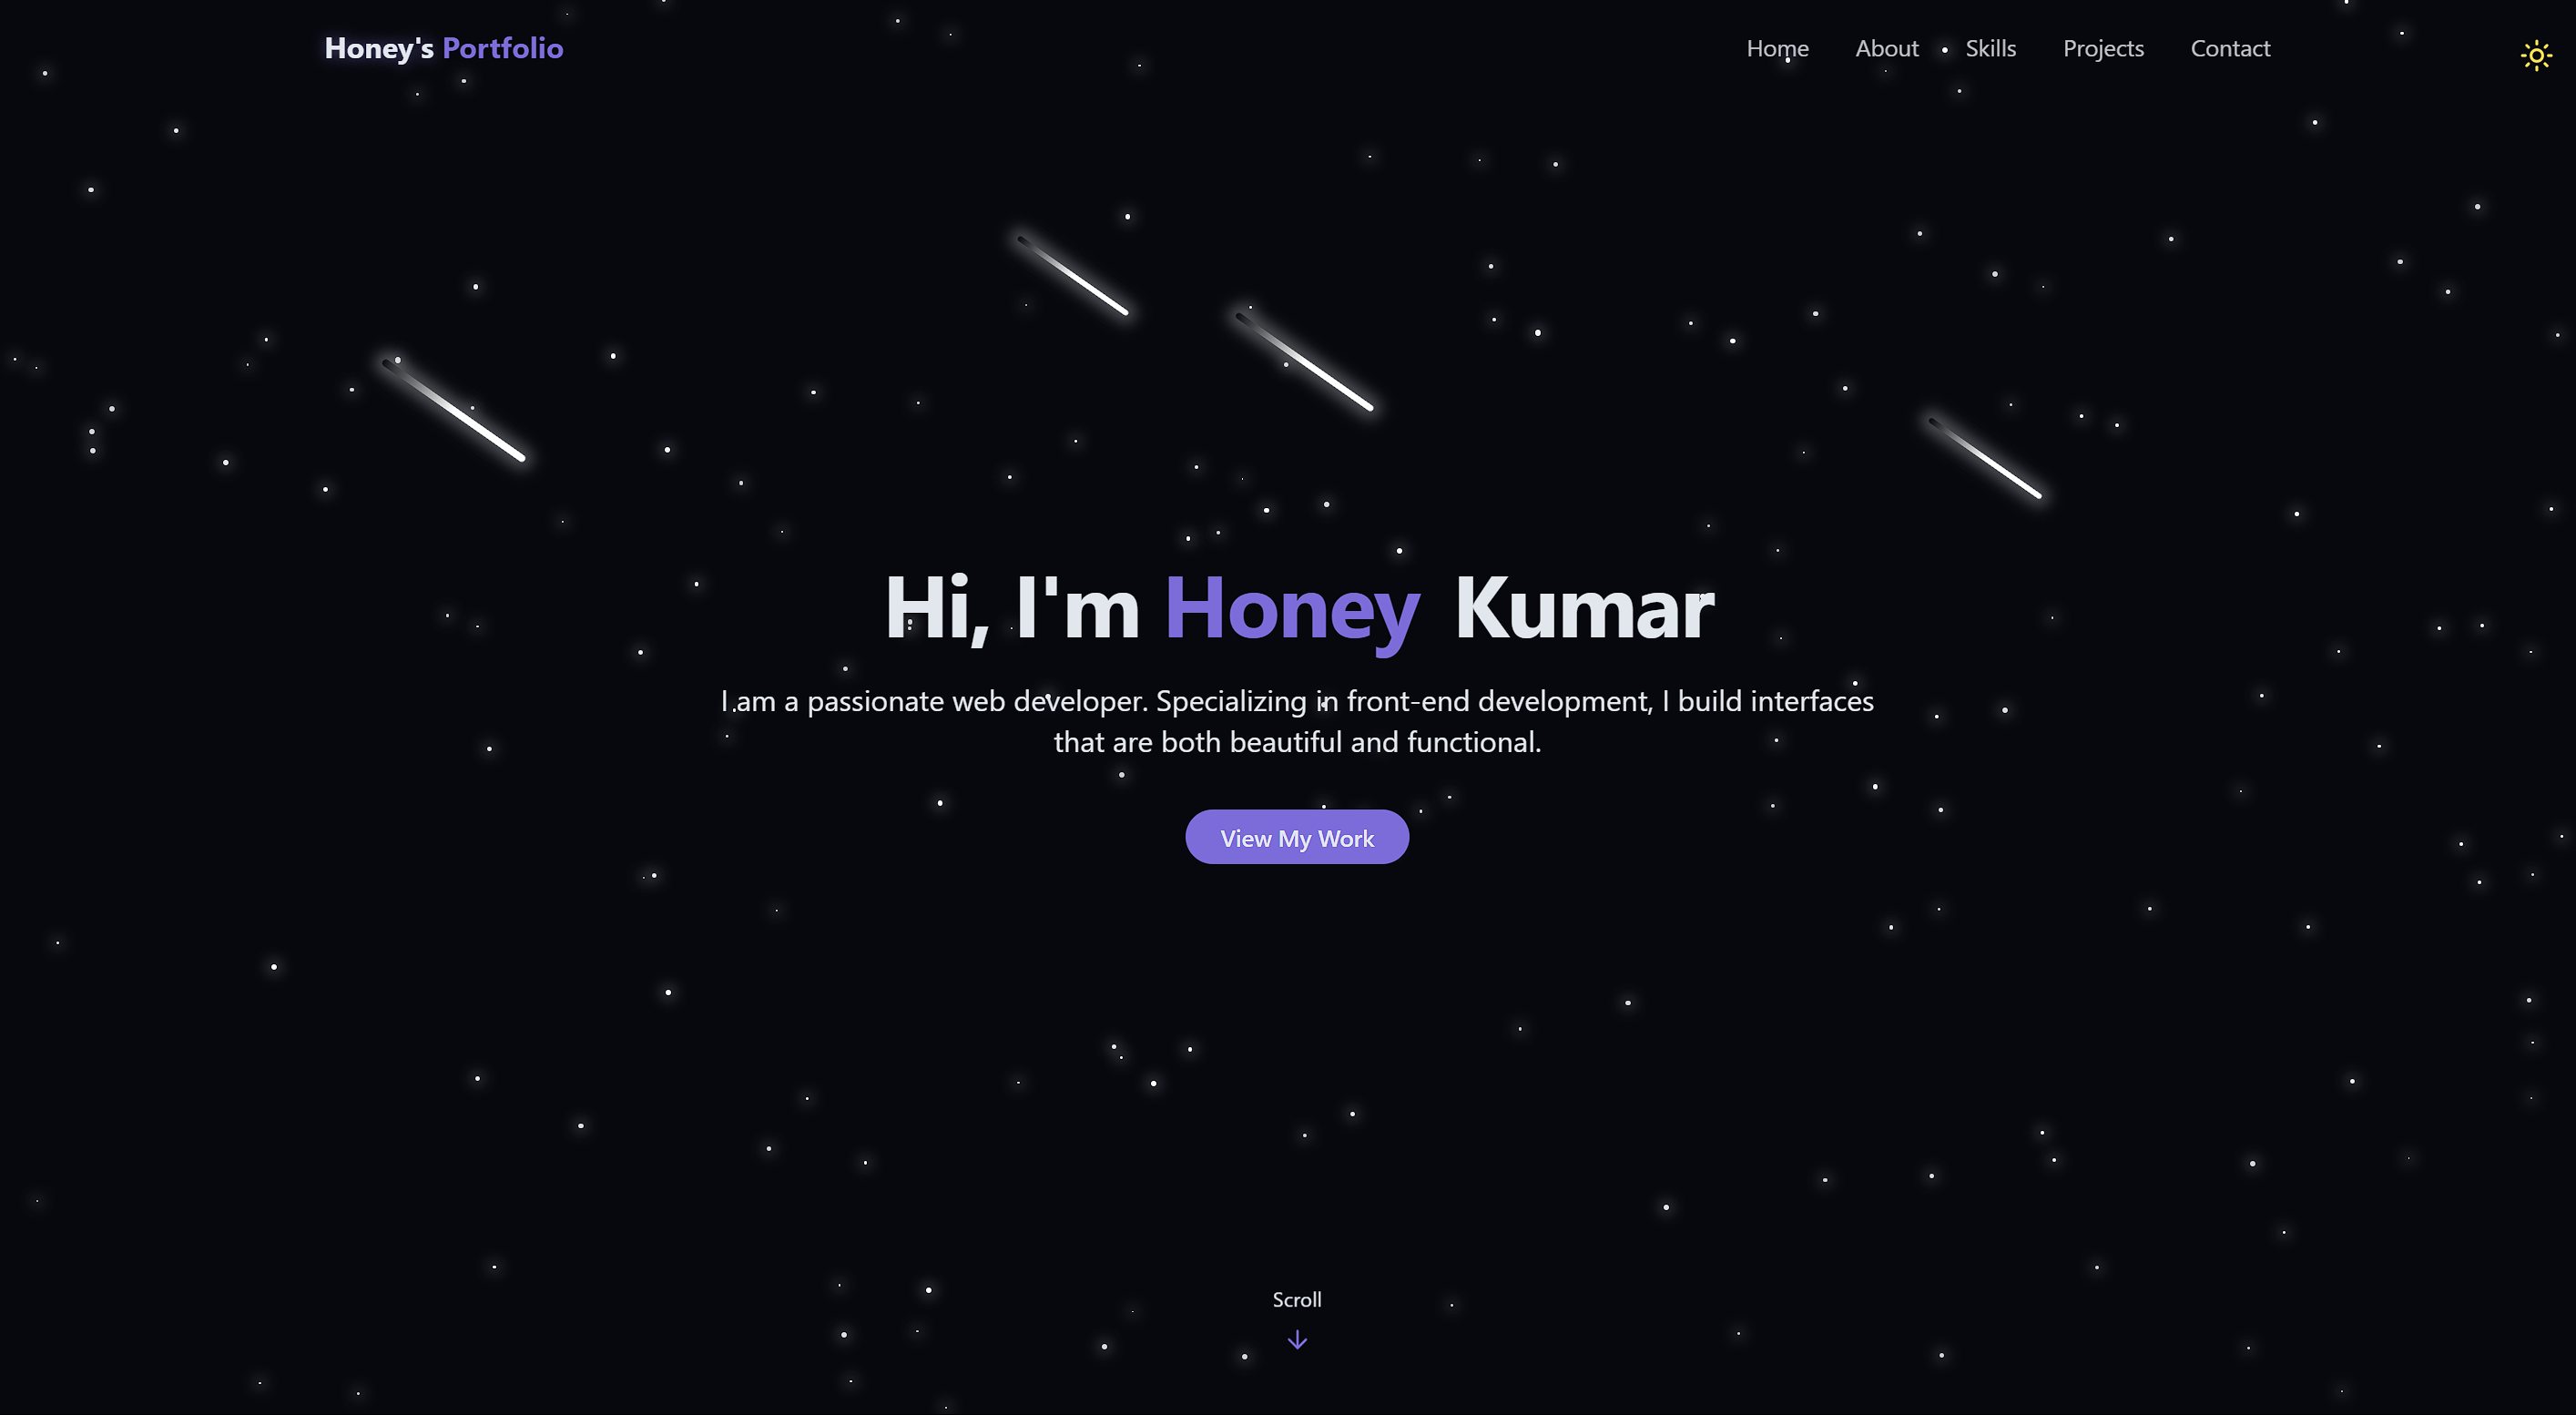 Honey's Portfolio
Home About Skills Projects Contact
Hi, I'm Honey Kumar
I am a passionate web developer. Specializing in front-end development, I build interfaces
that are both beautiful and functional.
View My Work
Scroll